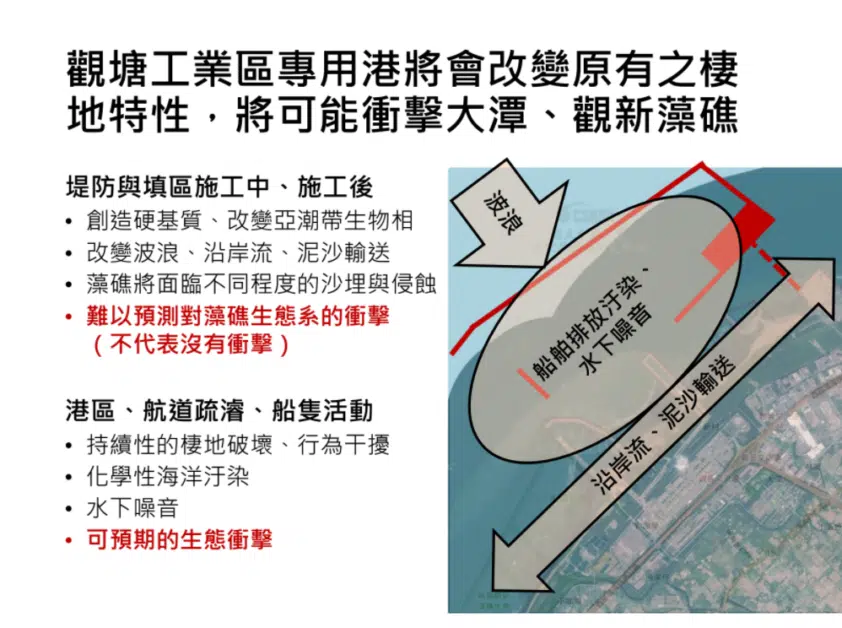 觀塘工業區專用港將會改變原有之棲
地特性，將可能衝擊大潭、觀新藻礁
堤防與填區施工中、施工後
• 創造硬基質、改變亞潮帶生物相
• 改變波浪、沿岸流、泥沙輸送
• 藻礁將面臨不同程度的沙埋與侵蝕
• 難以預測對藻礁生態系的衝擊
（不代表沒有衝擊）
港區、航道疏濬、船隻活動
• 持續性的棲地破壞、行為干擾
• 化學性海洋汙染
• 水下噪音
• 可預期的生態衝擊
波浪
船舶排放汙染、
水下噪音
沿岸流、泥沙輸送